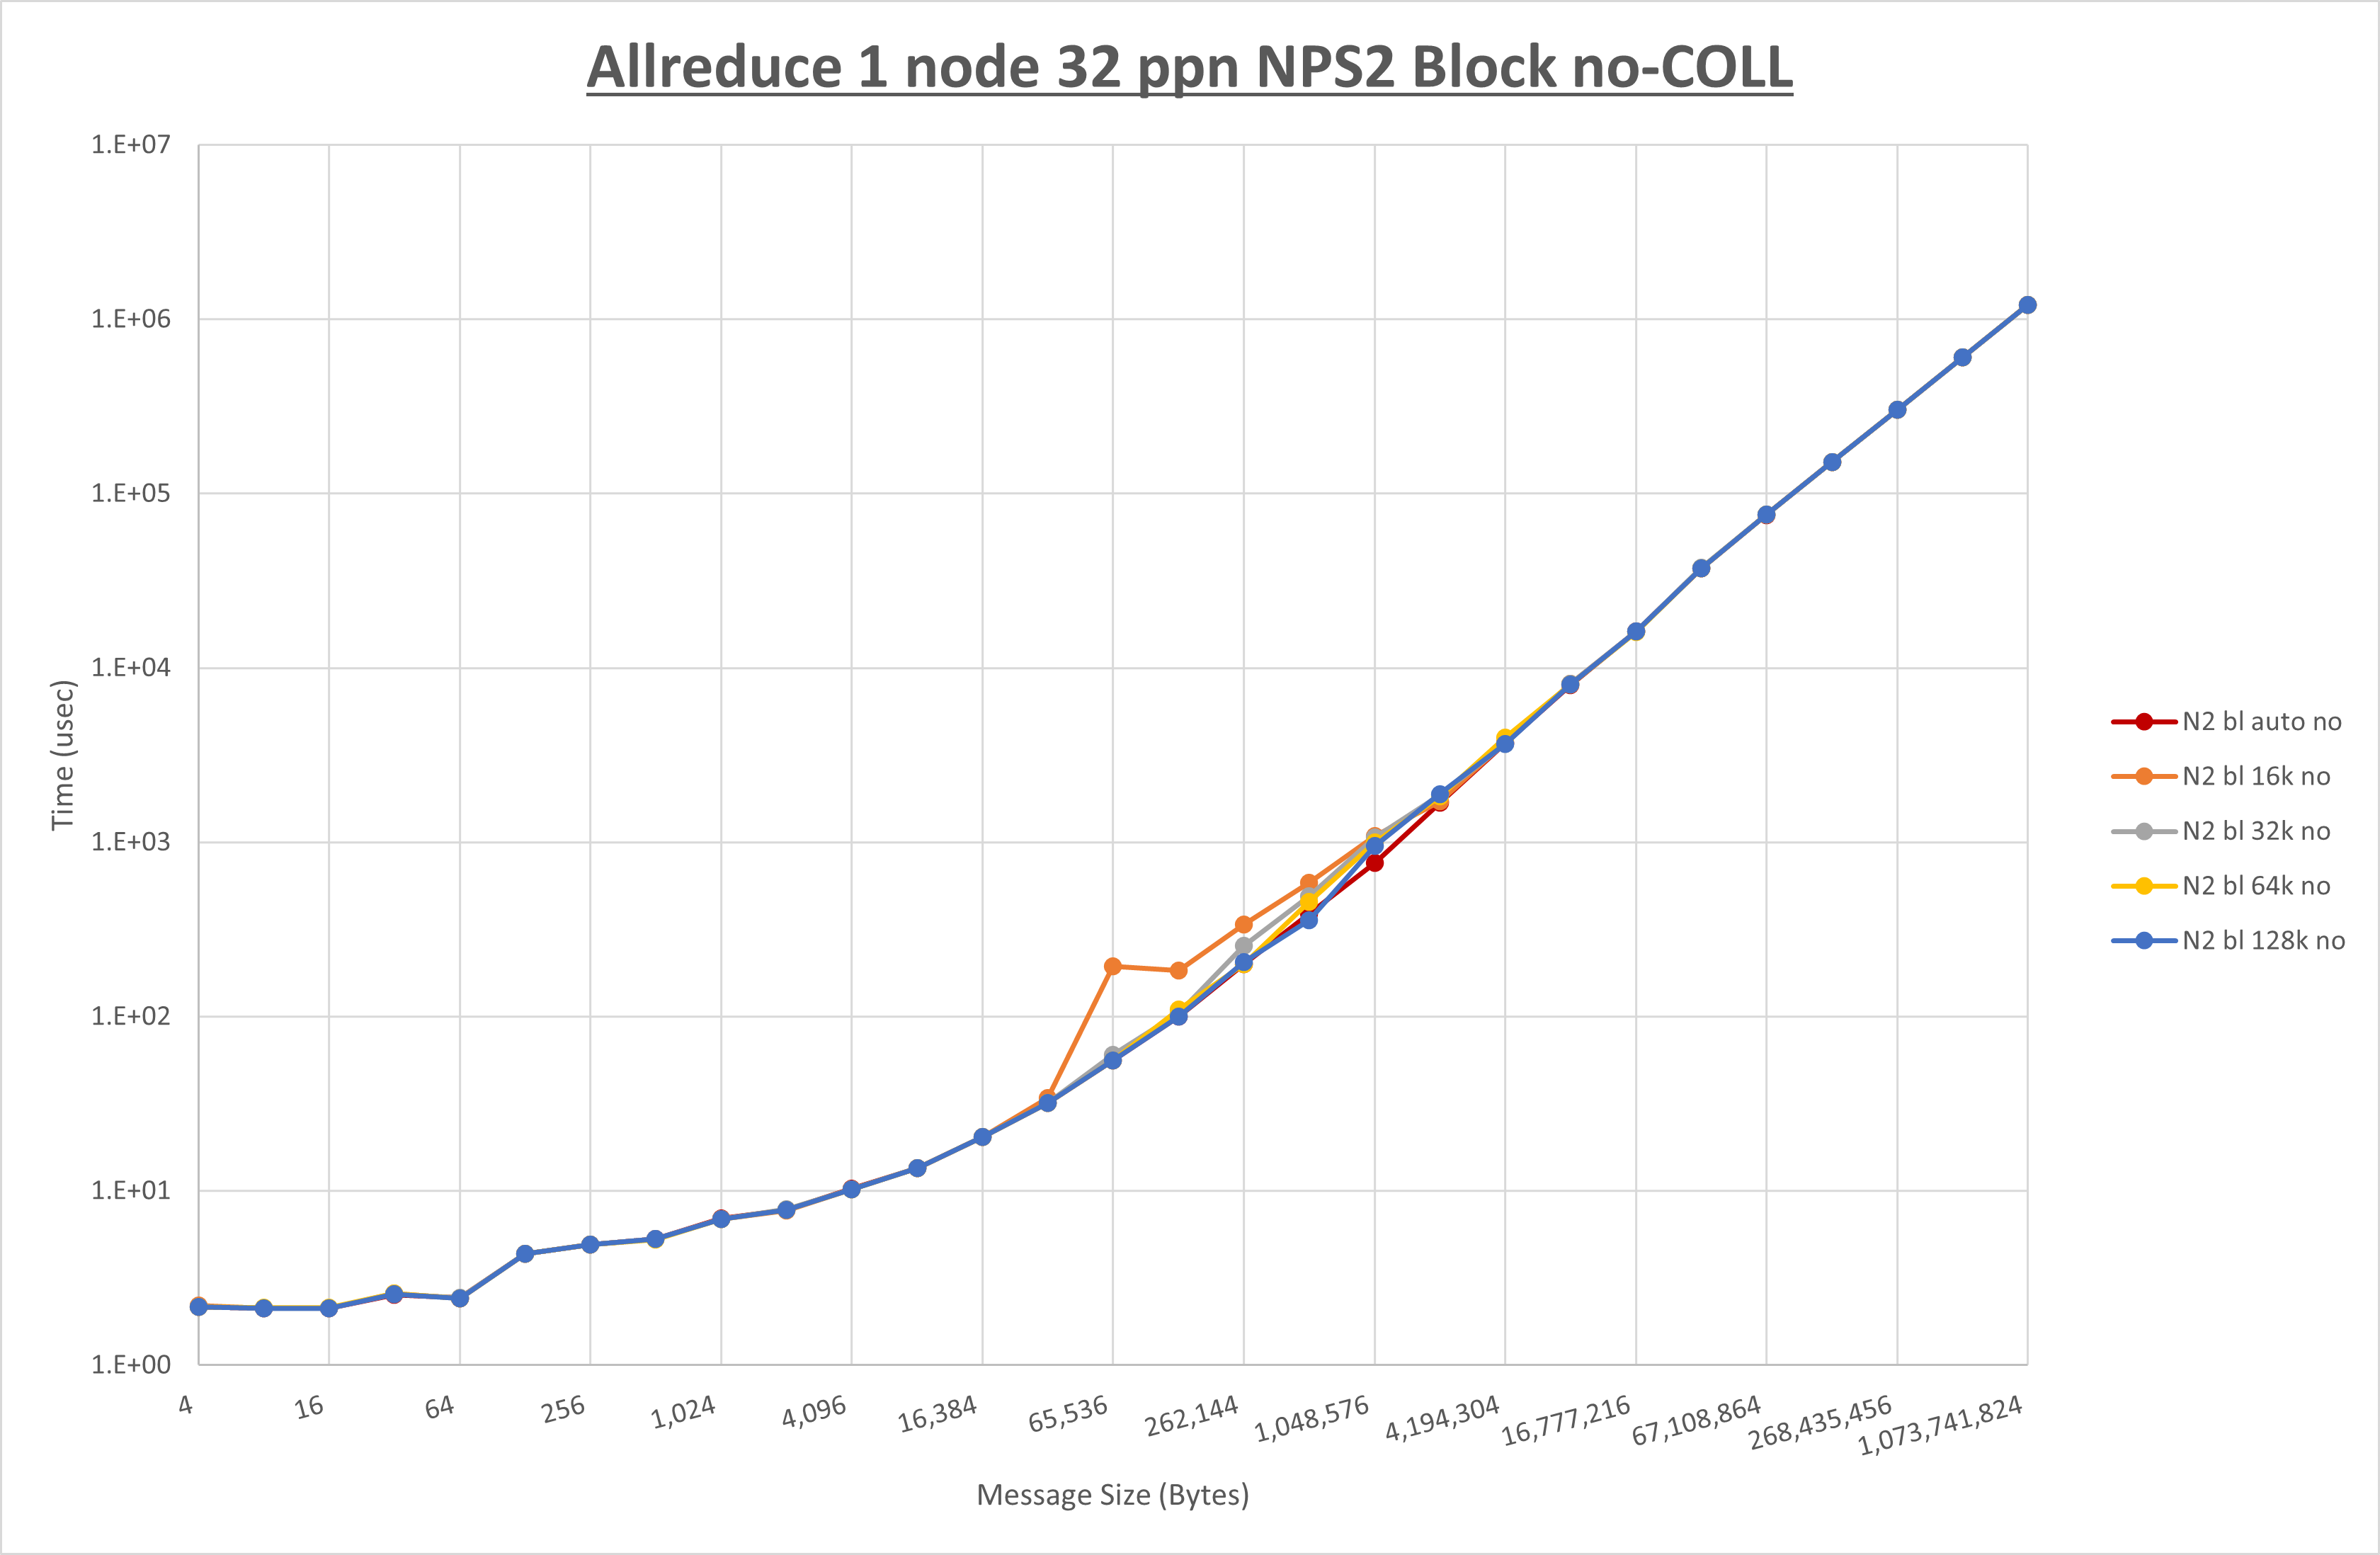 Allreduce 1 node 32 ppn NPS2 Block no-COLL
1.E+07
1.E+06
1.E+05
1.E+04
1.E+03
1.E+02
1.E+01
1.E+00
Time (usec)
4
16
64
256
1,024
4,096
16,384
65,536
262,144
1,048,576
4,194,304
16,777,216
67,108,864
268,435,456
1,073,741,824
Message Size (Bytes)
N2 bl auto no
N2 bl 16k no
N2 bl 32k no
N2 bl 64k no
N2 bl 128k no